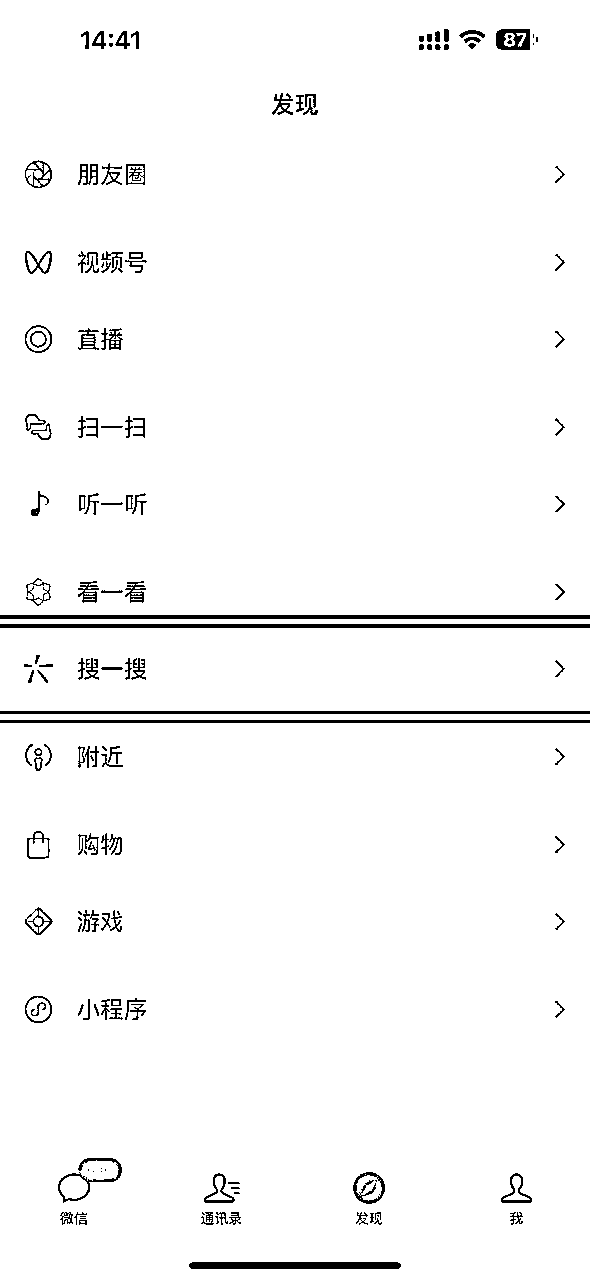 14:41
87
发现
朋友圈
视频号
直播
扫一扫
听一听
看一看
搜一搜
附近
购物
游戏
小程序
微信
通讯录
发现
我